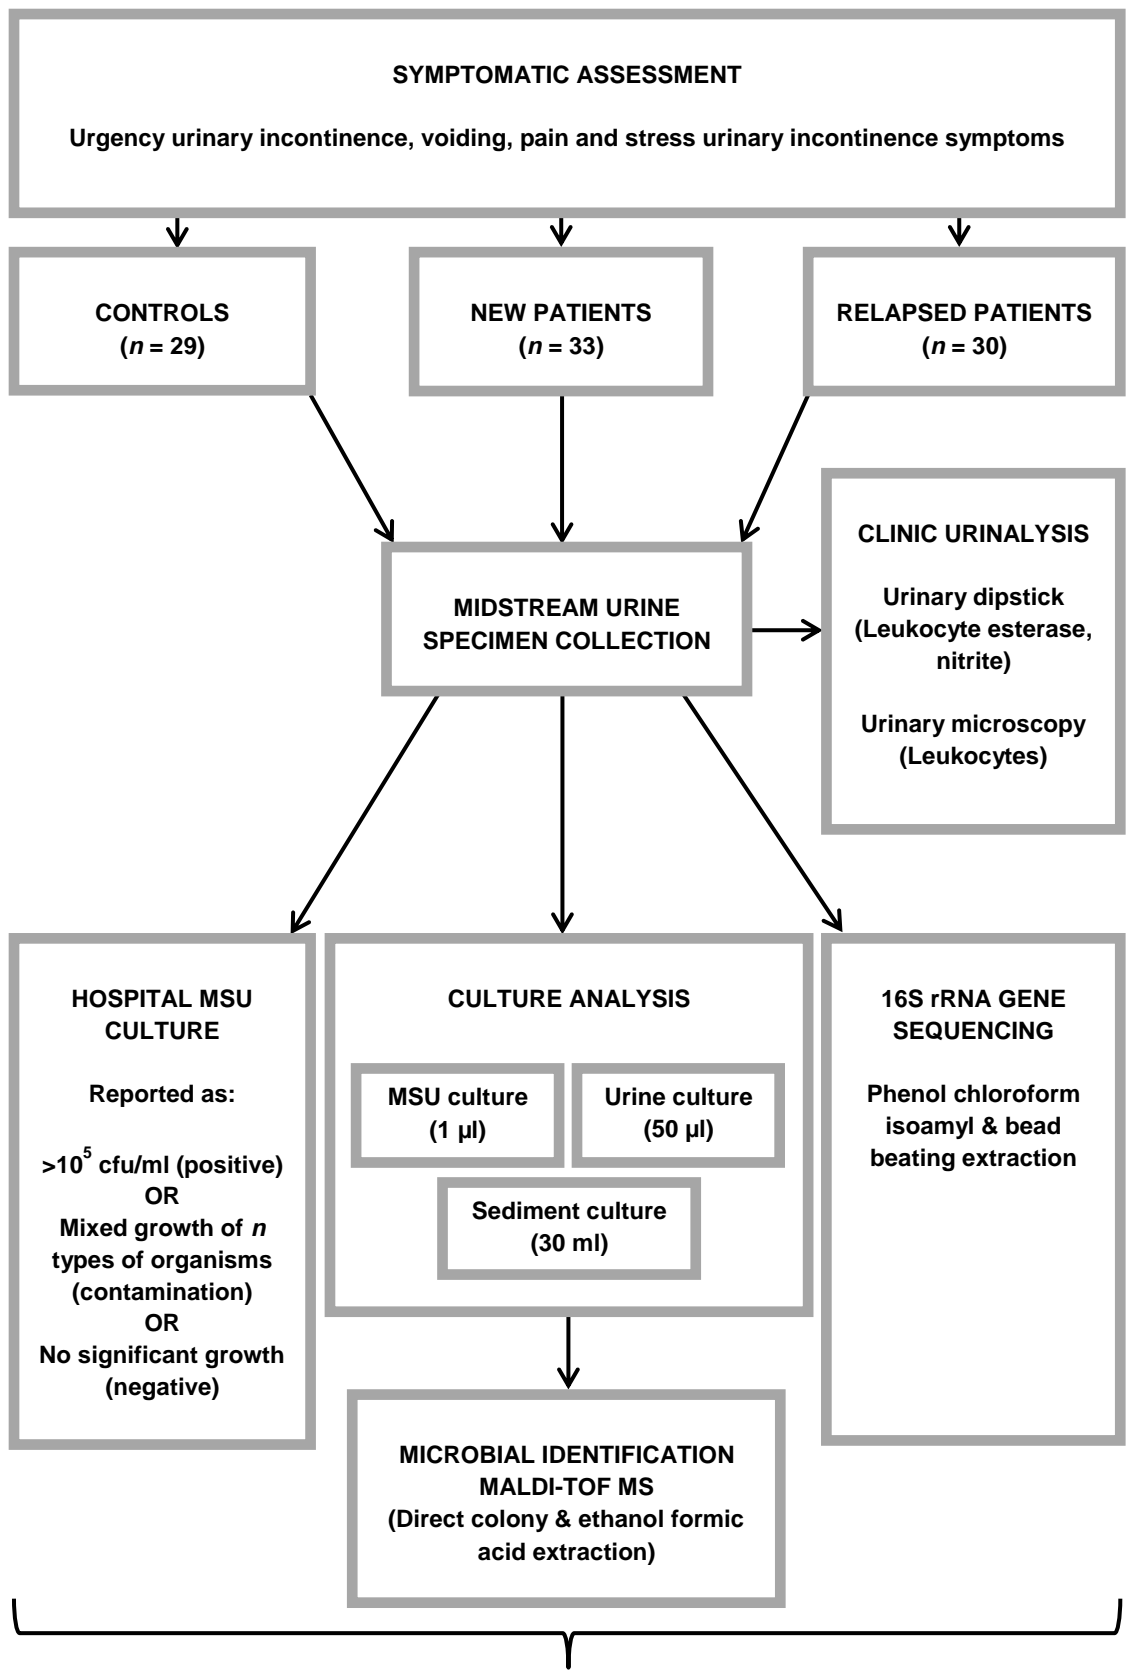 SYMPTOMATIC ASSESSMENT
Urgency urinary incontinence, voiding, pain and stress urinary incontinence symptoms
CONTROLS
(n = 29)
NEW PATIENTS
(n = 33)
RELAPSED PATIENTS
(n = 30)
CLINIC URINALYSIS
Urinary dipstick
(Leukocyte esterase,
nitrite)
Urinary microscopy
(Leukocytes)
MIDSTREAM URINE
SPECIMEN COLLECTION
HOSPITAL MSU
CULTURE
Reported as:
>10⁵ cfu/ml (positive)
OR
Mixed growth of n
types of organisms
(contamination)
OR
No significant growth
(negative)
CULTURE ANALYSIS
MSU culture
(1 µl)
Urine culture
(50 µl)
Sediment culture
(30 ml)
16S rRNA GENE
SEQUENCING
Phenol chloroform
isoamyl & bead
beating extraction
MICROBIAL IDENTIFICATION
MALDI-TOF MS
(Direct colony & ethanol formic
acid extraction)